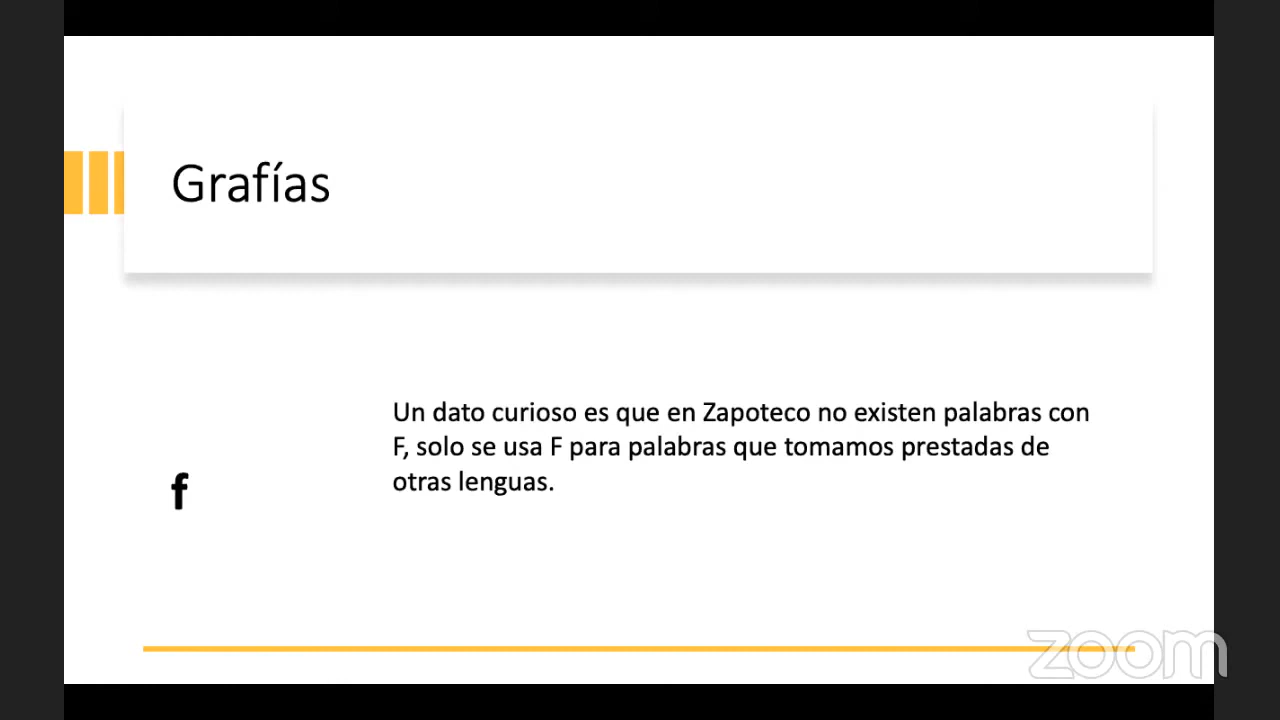 Grafías
Un dato curioso es que en Zapoteco no existen palabras con
F, solo se usa F para palabras que tomamos prestadas de
otras lenguas.
f
zoom